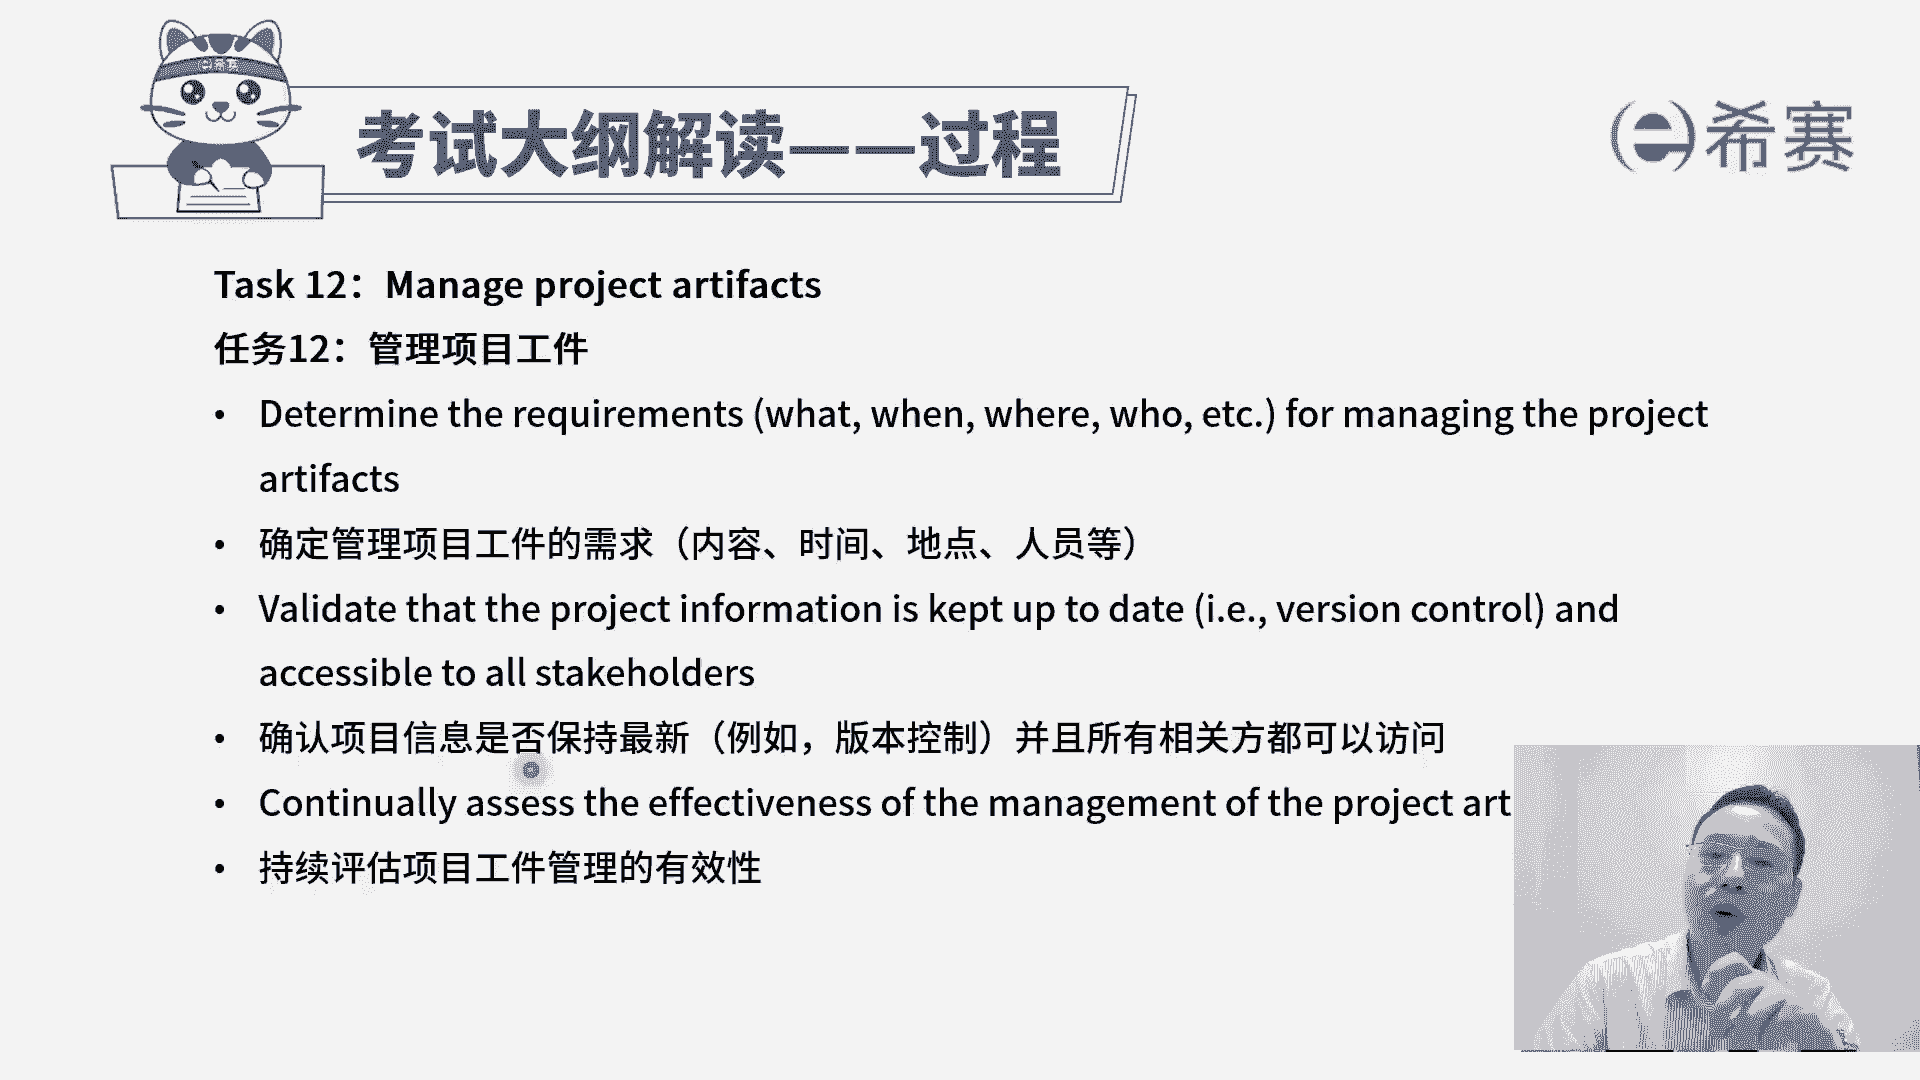 希赛
考试大纲解读——过程
希赛
Task 12：Manage project artifacts
任务12：管理项目工件
• Determine the requirements (what, when, where, who, etc.) for managing the project
artifacts
• 确定管理项目工件的需求（内容、时间、地点、人员等）
• Validate that the project information is kept up to date (i.e., version control) and
accessible to all stakeholders
• 确认项目信息是否保持最新（例如，版本控制）并且所有相关方都可以访问
• Continually assess the effectiveness of the management of the project art
• 持续评估项目工件管理的有效性